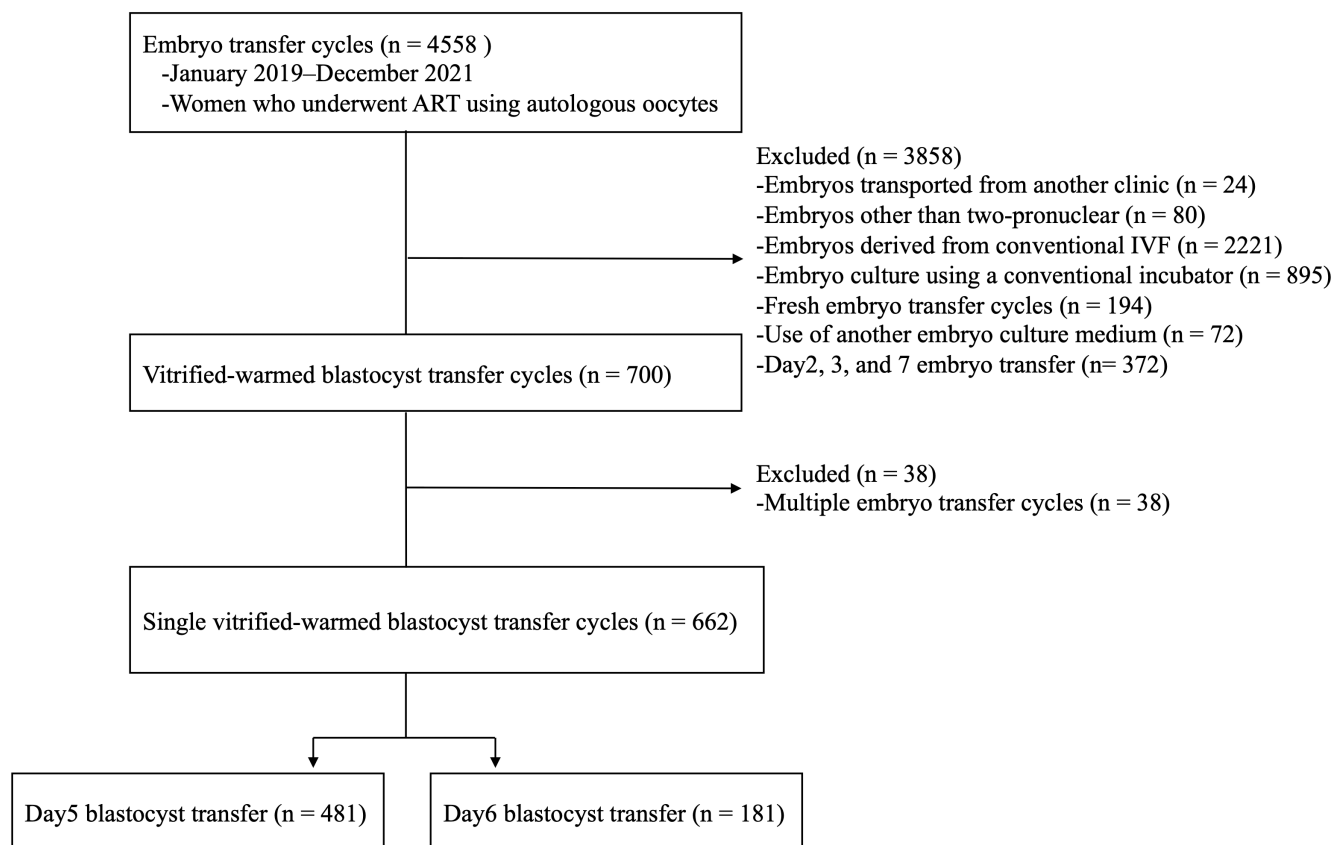 Embryo transfer cycles (n = 4558 )
-January 2019–December 2021
-Women who underwent ART using autologous oocytes
Excluded (n = 3858)
-Embryos transported from another clinic (n = 24)
-Embryos other than two-pronuclear (n = 80)
-Embryos derived from conventional IVF (n = 2221)
-Embryo culture using a conventional incubator (n = 895)
-Fresh embryo transfer cycles (n = 194)
-Use of another embryo culture medium (n = 72)
-Day2, 3, and 7 embryo transfer (n= 372)
Vitrified-warmed blastocyst transfer cycles (n = 700)
Excluded (n = 38)
-Multiple embryo transfer cycles (n = 38)
Single vitrified-warmed blastocyst transfer cycles (n = 662)
Day5 blastocyst transfer (n = 481)
Day6 blastocyst transfer (n = 181)